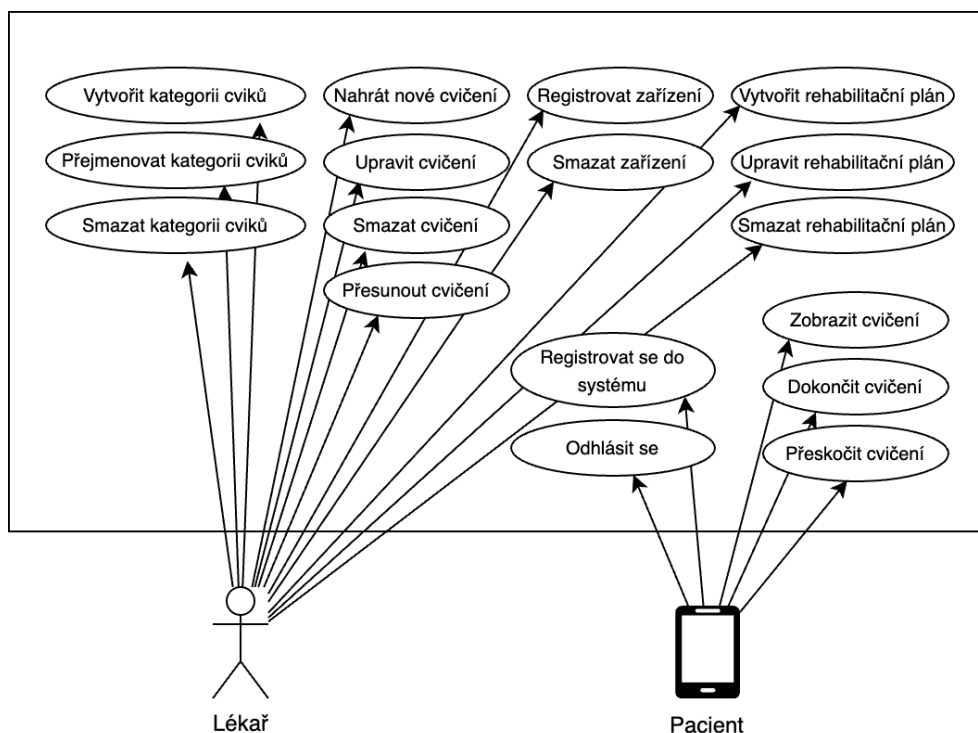 Vytvořit kategorii cviků
Přejmenovat kategorii cviků
Smazat kategorii cviků
Nahrát nové cvičení
Upravit cvičení
Smazat cvičení
Přesunout cvičení
Registrovat zařízení
Smazat zařízení
Vytvořit rehabilitační plán
Upravit rehabilitační plán
Smazat rehabilitační plán
Registrovat se do
systému
Odhlásit se
Zobrazit cvičení
Dokončit cvičení
Přeskočit cvičení
Lékař
Pacient